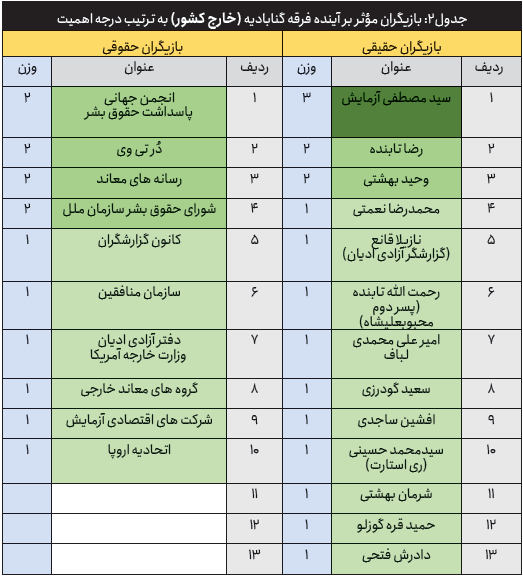 جدول۲: بازیگران مؤثر بر آینده فرقه گنابادیه (خارج کشور) به ترتیب درجه اهمیت
بازیگران حقیقی بازیگران حقوقی
ردیف عنوان وزن ردیف عنوان وزن
۱ سید مصطفی آزمایش ۳ ۱ انجمن جهانی ۲
پاسداشت حقوق بشر
۲ رضا تابنده ۲ ۲ دُر تی وی ۲
۳ وحید بهشتی ۲ ۳ رسانه های معاند ۲
۴ محمدرضا نعمتی ۱ ۴ شورای حقوق بشر سازمان ملل ۲
۵ نازیلا قانع ۱ ۵ کانون گزارشگران ۱
(گزارشگر آزادی ادیان)
۶ رحمت الله تابنده ۱ ۶ سازمان منافقین ۱
(پسر دوم
محبوبعلیشاه)
۷ امیر علی محمدی ۱ ۷ دفتر آزادی ادیان ۱
لباف وزارت خارجه آمریکا
۸ سعید گودرزی ۱ ۸ گروه های معاند خارجی ۱
۹ افشین ساجدی ۱ ۹ شرکت های اقتصادی آزمایش ۱
۱۰ سیدمحمد حسینی ۱ ۱۰ اتحادیه اروپا ۱
(ری استارت)
۱۱ شرمان بهشتی ۱ ۱۱
۱۲ حمید قره گوزلو ۱ ۱۲
۱۳ دادرش فتحی ۱ ۱۳